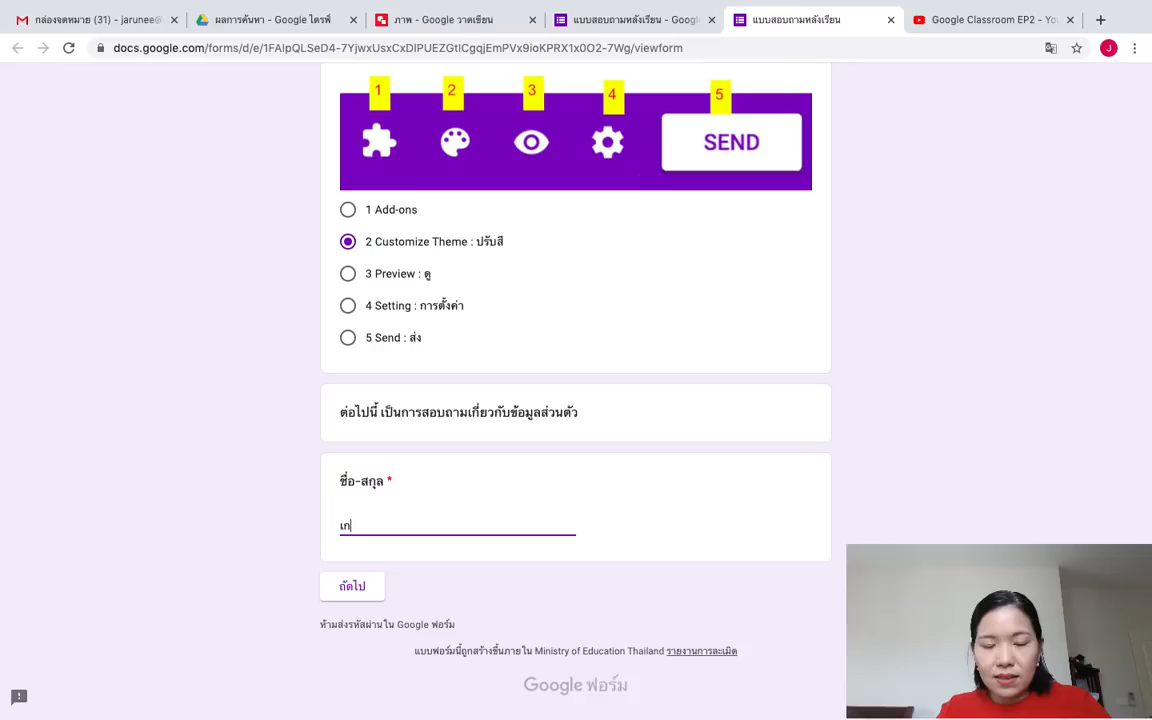 กล่องจดหมาย (31) - jarunee@
ผลการค้นหา - Google ไดรฟ์
ภาพ - Google วาดเขียน
แบบสอบถามหลังเรียน - Goog
แบบสอบถามหลังเรียน
Google Classroom EP2 - Yo
docs.google.com/forms/d/e/1FAIpQLSeD4-7YjwxUsxCxDlPUEZGtlCgqjEmPVx9ioKPRX1x0O2-7Wg/viewform
J
1 2 3 4 5
SEND
1 Add-ons
2 Customize Theme : ปรับสี
3 Preview : ดู
4 Setting : การตั้งค่า
5 Send : ส่ง
ต่อไปนี้ เป็นการสอบถามเกี่ยวกับข้อมูลส่วนตัว
ชื่อ-สกุล *
เก
ถัดไป
ห้ามส่งรหัสผ่านใน Google ฟอร์ม
แบบฟอร์มนี้ถูกสร้างขึ้นภายใน Ministry of Education Thailand รายงานการละเมิด
Google ฟอร์ม